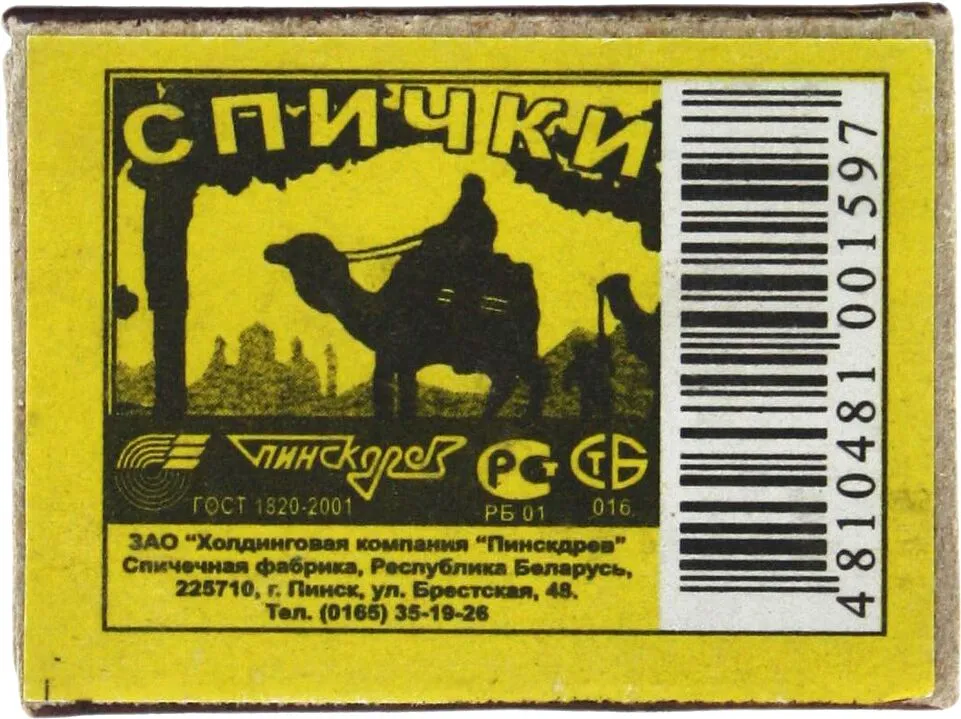 СПИЧКИ
ПИНСКДРЕВ
ГОСТ 1820-2001
РСТ
РБ 01
СТБ
016
ЗАО "Холдинговая компания "Пинскдрев"
Спичечная фабрика, Республика Беларусь,
225710, г. Пинск, ул. Брестская, 48.
Тел. (0165) 35-19-26
4810481001597